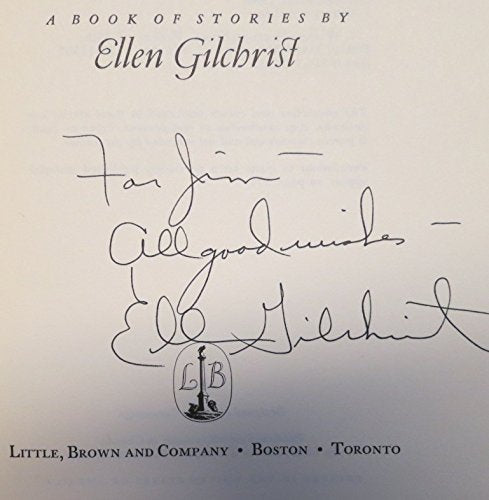 A BOOK OF STORIES BY
Ellen Gilchrist
For Jim —
All good wishes —
Ellen Gilchrist
L B
LITTLE, BROWN AND COMPANY • BOSTON • TORONTO